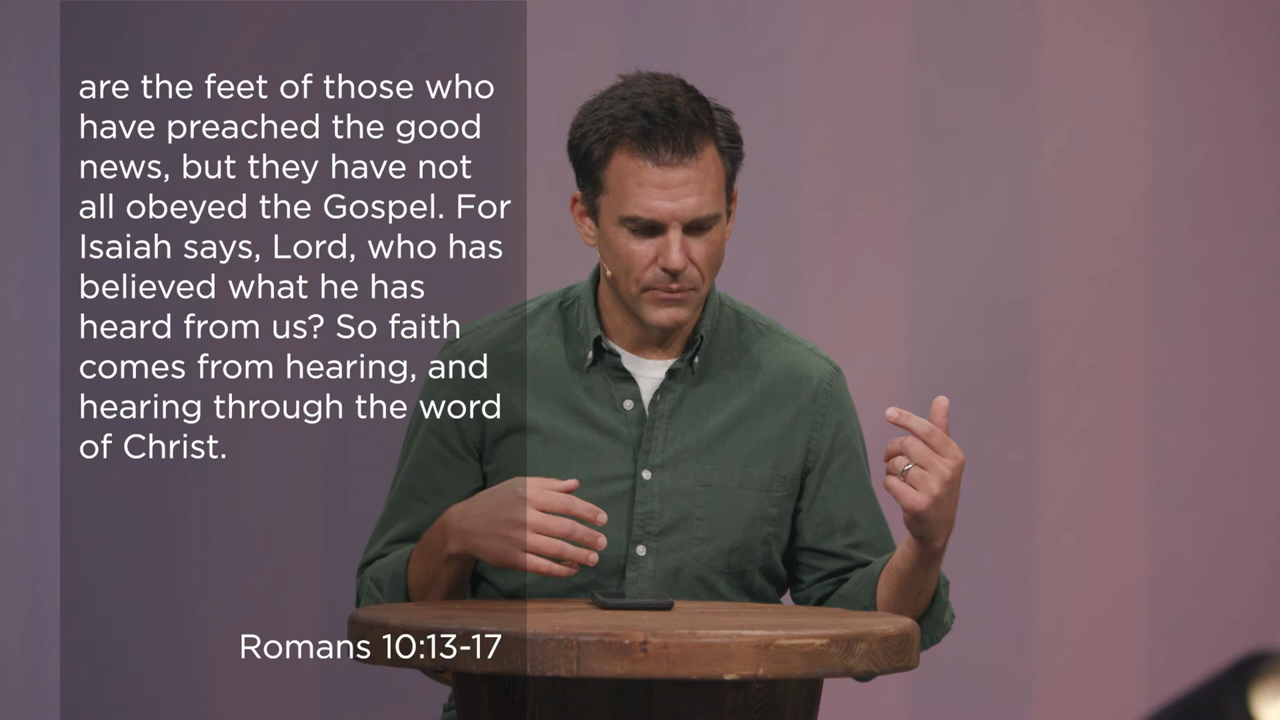 are the feet of those who
have preached the good
news, but they have not
all obeyed the Gospel. For
Isaiah says, Lord, who has
believed what he has
heard from us? So faith
comes from hearing, and
hearing through the word
of Christ.
Romans 10:13-17